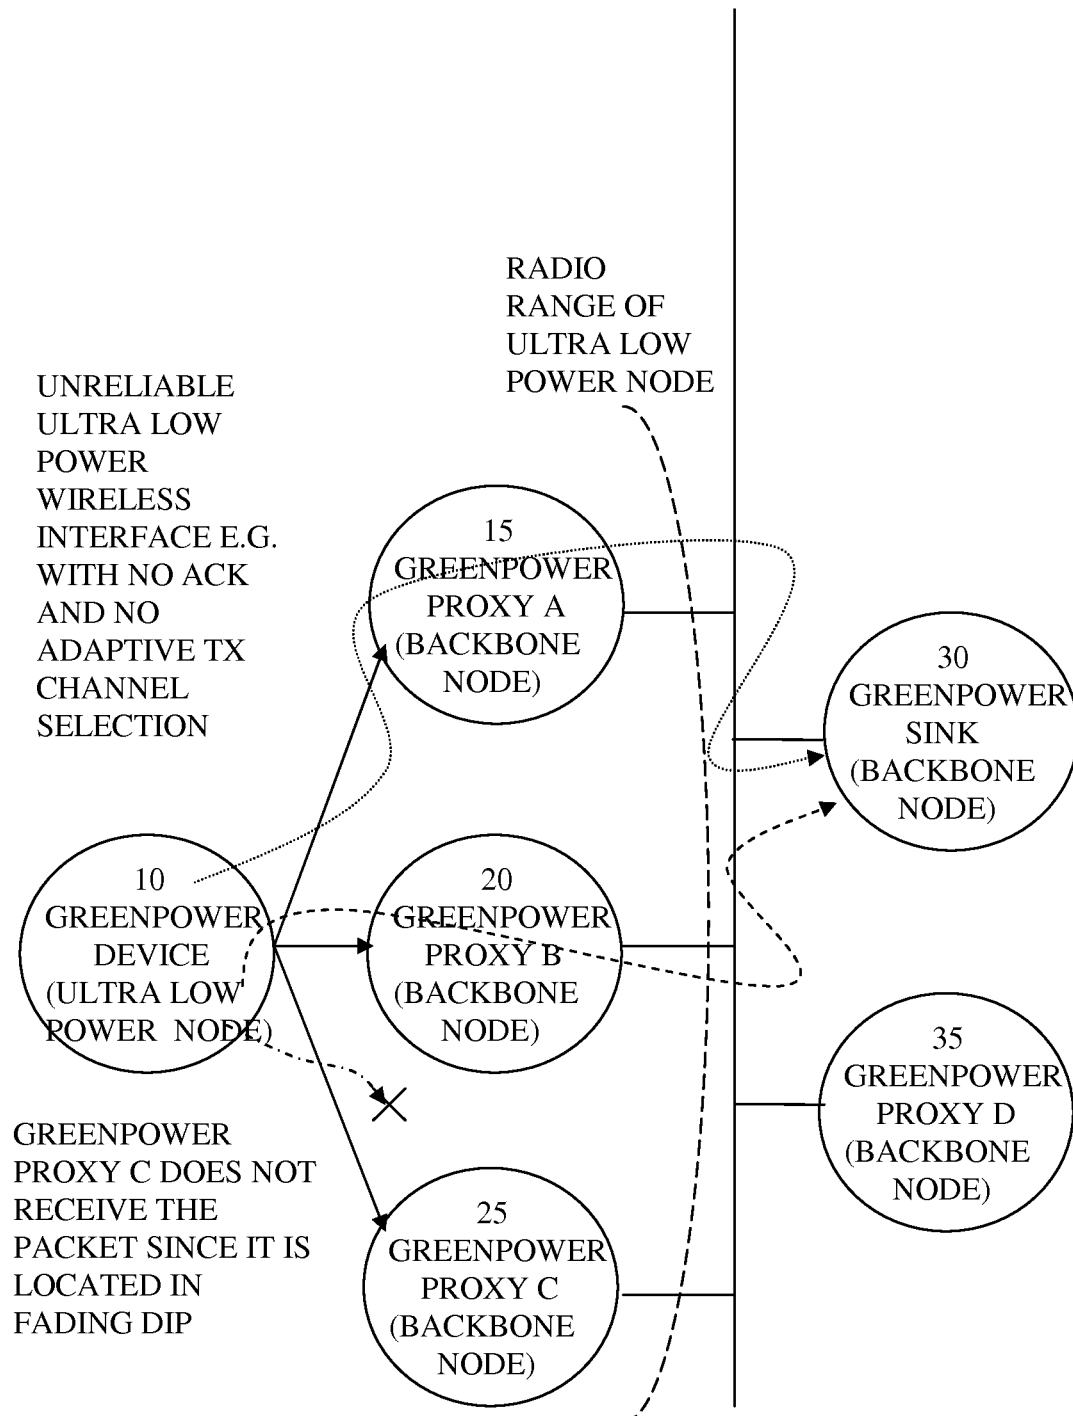 RADIO
RANGE OF
ULTRA LOW
POWER NODE
UNRELIABLE
ULTRA LOW
POWER
WIRELESS
INTERFACE E.G.
WITH NO ACK
AND NO
ADAPTIVE TX
CHANNEL
SELECTION
15
GREENPOWER
PROXY A
(BACKBONE
NODE)
30
GREENPOWER
SINK
(BACKBONE
NODE)
10
GREENPOWER
DEVICE
(ULTRA LOW
POWER NODE)
20
GREENPOWER
PROXY B
(BACKBONE
NODE)
35
GREENPOWER
PROXY D
(BACKBONE
NODE)
GREENPOWER
PROXY C DOES NOT
RECEIVE THE
PACKET SINCE IT IS
LOCATED IN
FADING DIP
25
GREENPOWER
PROXY C
(BACKBONE
NODE)